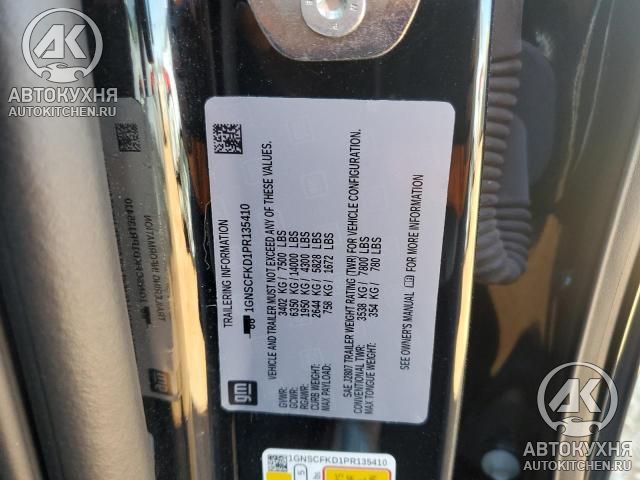 AK
АВТОКУХНЯ
AUTOKITCHEN.RU
TRAILERING INFORMATION
1GNSCFKD1PR135410
VEHICLE AND TRAILER MUST NOT EXCEED ANY OF THESE VALUES.
GVWR: 3402 KG / 7500 LBS
GCWR: 6350 KG / 14000 LBS
RGAWR: 1950 KG / 4300 LBS
CURB WEIGHT: 2644 KG / 5828 LBS
MAX PAYLOAD: 758 KG / 1672 LBS
SAE J2807 TRAILER WEIGHT RATING (TWR) FOR VEHICLE CONFIGURATION.
CONVENTIONAL TWR: 3538 KG / 7800 LBS
MAX TONGUE WEIGHT: 354 KG / 780 LBS
SEE OWNER'S MANUAL FOR MORE INFORMATION
gm
1GNSCFKD1PR135410
AK
АВТОКУХНЯ
AUTOKITCHEN.RU